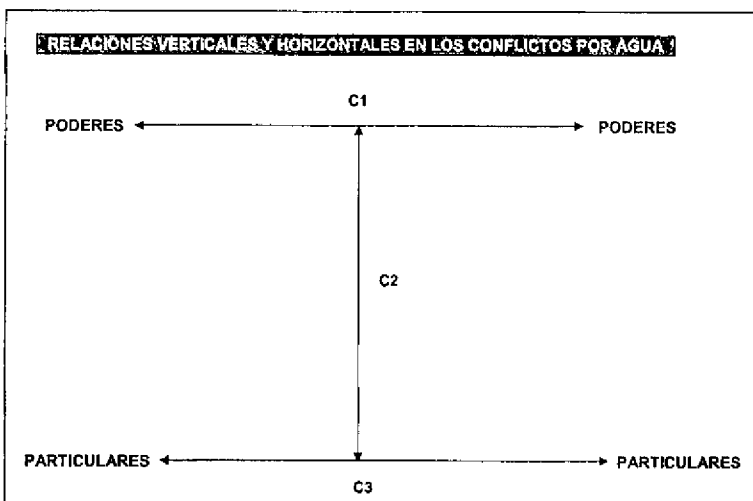 RELACIONES VERTICALES Y HORIZONTALES EN LOS CONFLICTOS POR AGUA
C1
PODERES PODERES
C2
PARTICULARES PARTICULARES
C3